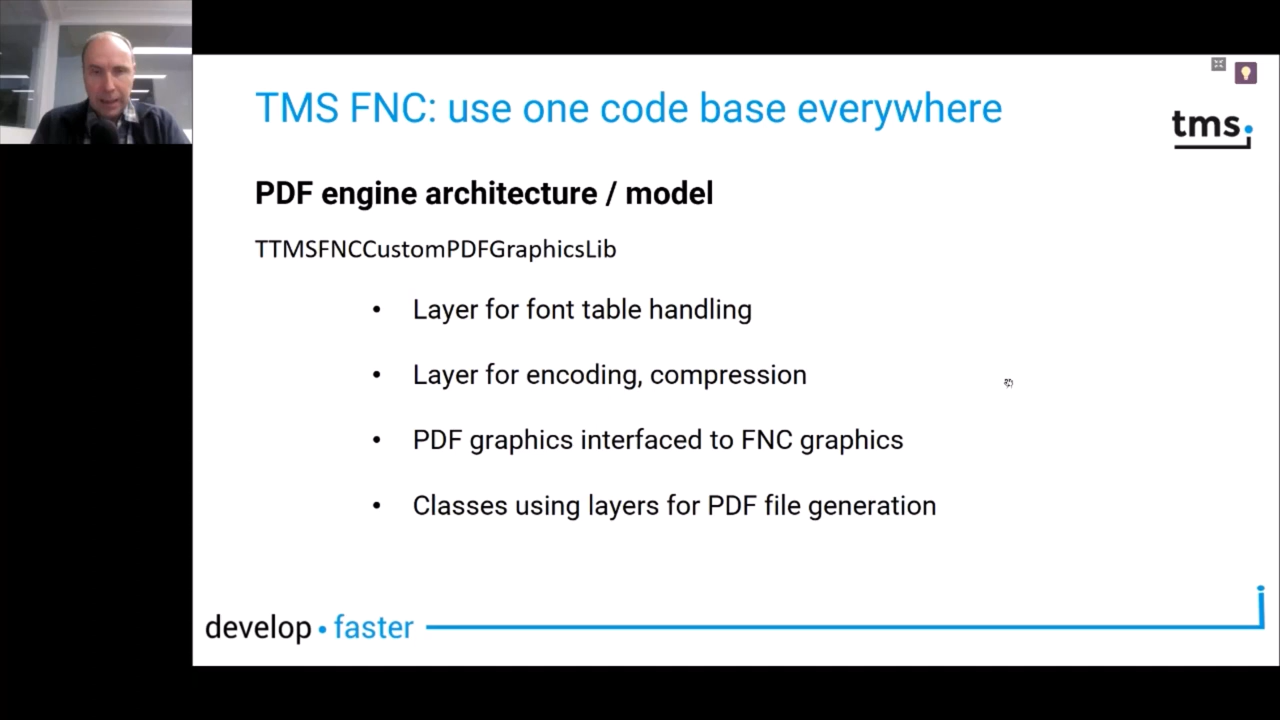 TMS FNC: use one code base everywhere
tms.
PDF engine architecture / model
TTMSFNCCustomPDFGraphicsLib
• Layer for font table handling
• Layer for encoding, compression
• PDF graphics interfaced to FNC graphics
• Classes using layers for PDF file generation
develop • faster